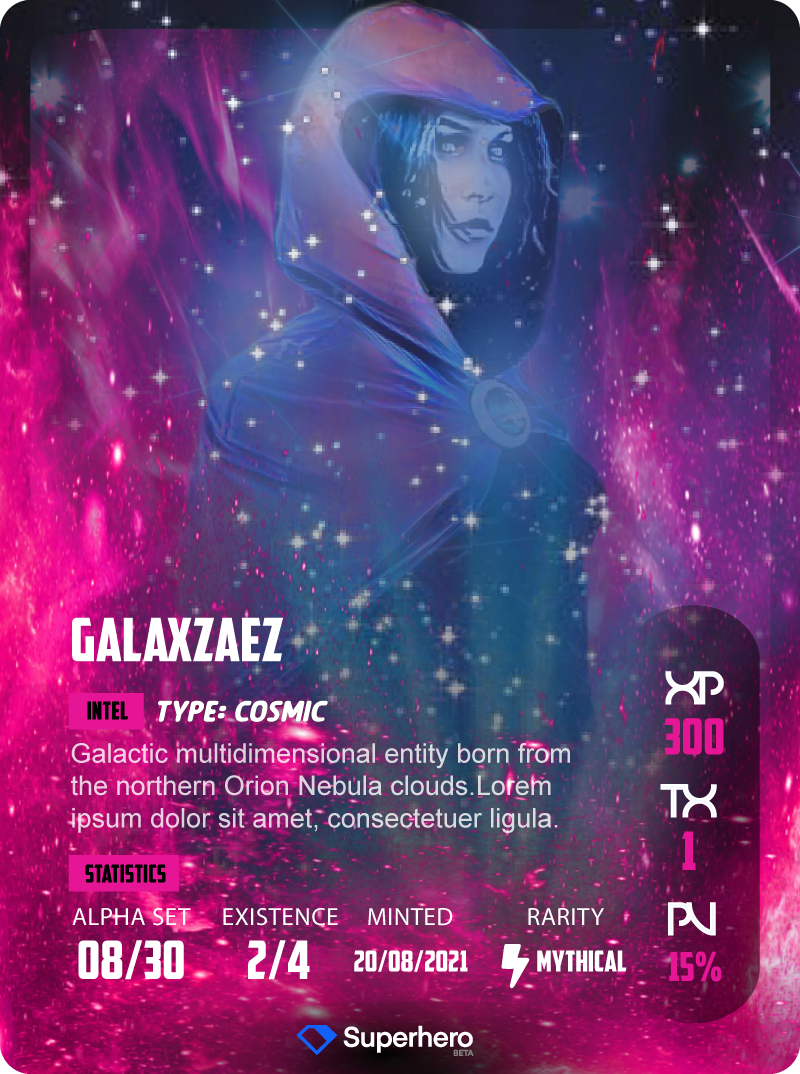 GALAXZAEZ
INTEL TYPE: COSMIC
Galactic multidimensional entity born from
the northern Orion Nebula clouds.Lorem
ipsum dolor sit amet, consectetuer ligula.
STATISTICS
ALPHA SET EXISTENCE MINTED RARITY
08/30 2/4 20/08/2021 MYTHICAL
XP
300
TX
1
PV
15%
Superhero
BETA